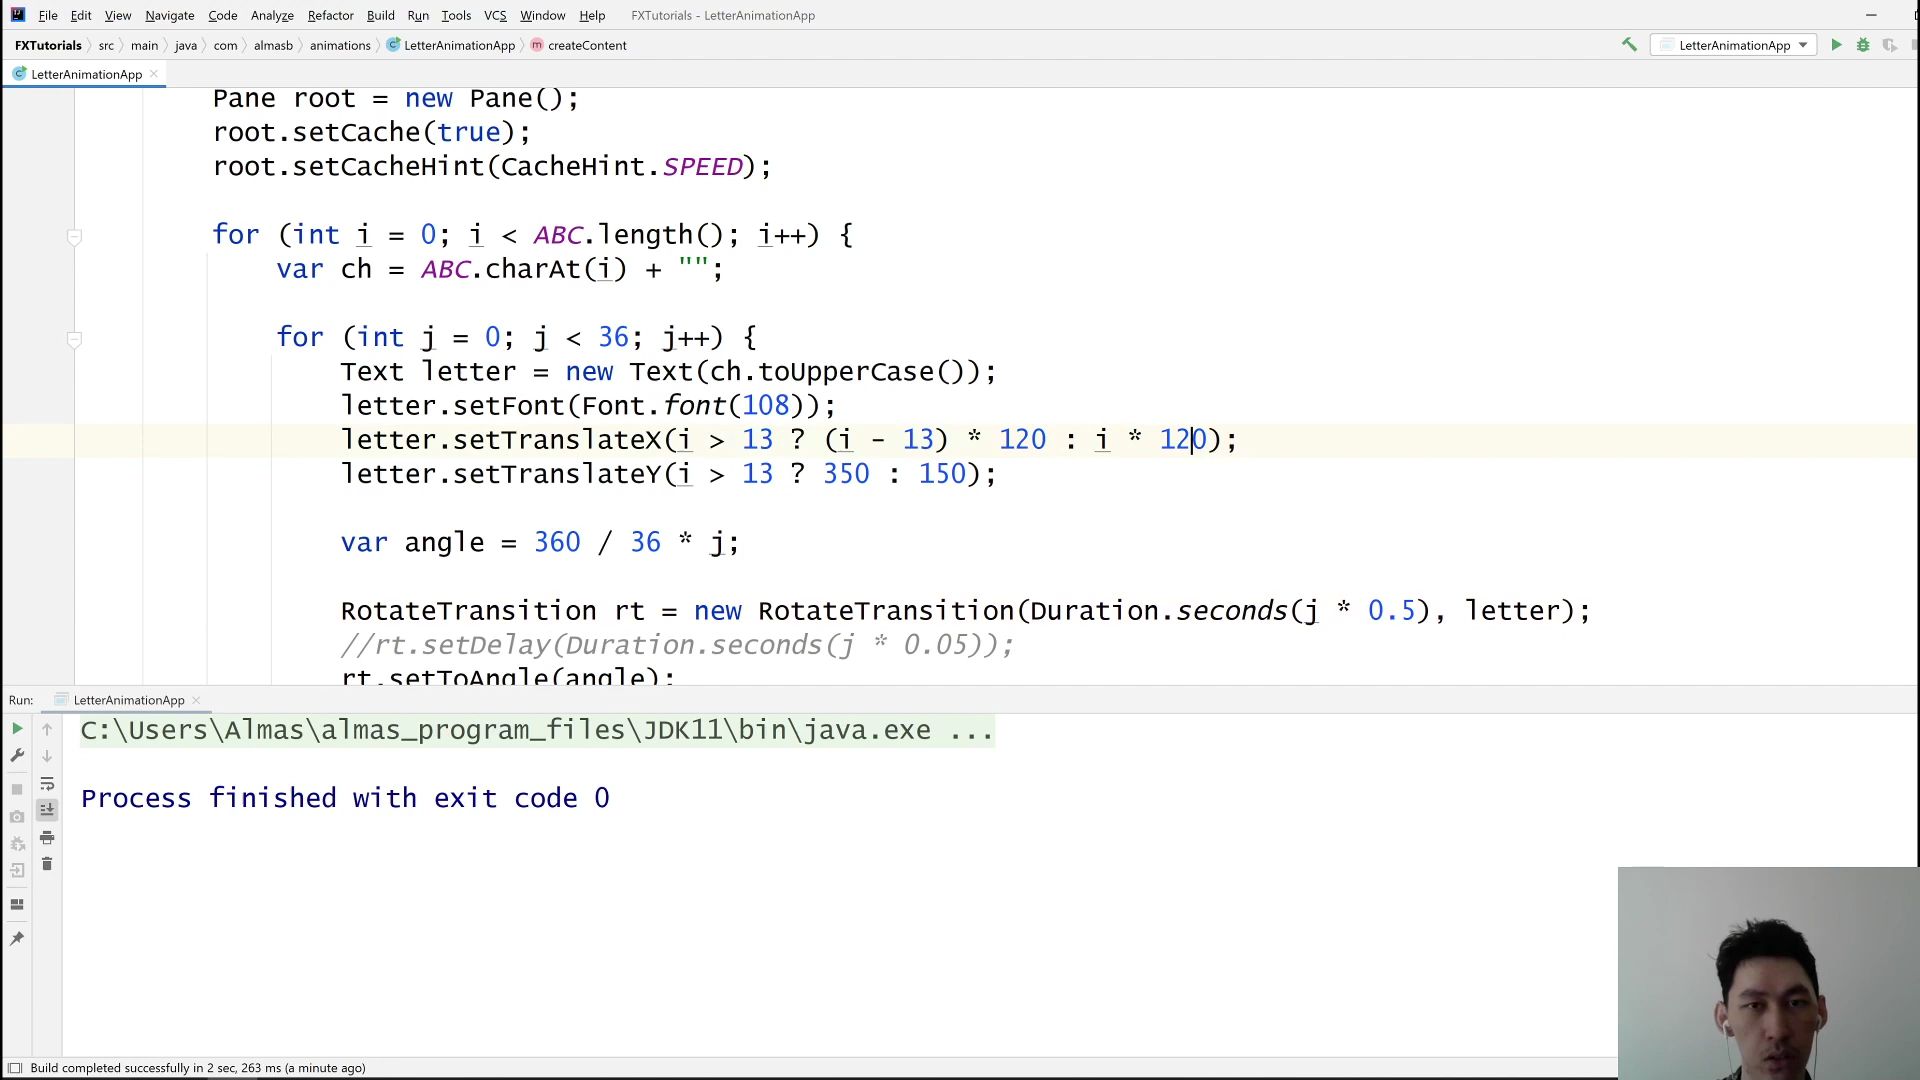 File Edit View Navigate Code Analyze Refactor Build Run Tools VCS Window Help FXTutorials - LetterAnimationApp
FXTutorials src main java com almasb animations LetterAnimationApp createContent LetterAnimationApp
LetterAnimationApp
Pane root = new Pane();
root.setCache(true);
root.setCacheHint(CacheHint.SPEED);
for (int i = 0; i < ABC.length(); i++) {
var ch = ABC.charAt(i) + "";
for (int j = 0; j < 36; j++) {
Text letter = new Text(ch.toUpperCase());
letter.setFont(Font.font(108));
letter.setTranslateX(i > 13 ? (i - 13) * 120 : i * 120);
letter.setTranslateY(i > 13 ? 350 : 150);
var angle = 360 / 36 * j;
RotateTransition rt = new RotateTransition(Duration.seconds(j * 0.5), letter);
//rt.setDelay(Duration.seconds(j * 0.05));
rt.setToAngle(angle);
Run: LetterAnimationApp
C:\Users\Almas\almas_program_files\JDK11\bin\java.exe ...
Process finished with exit code 0
Build completed successfully in 2 sec, 263 ms (a minute ago)